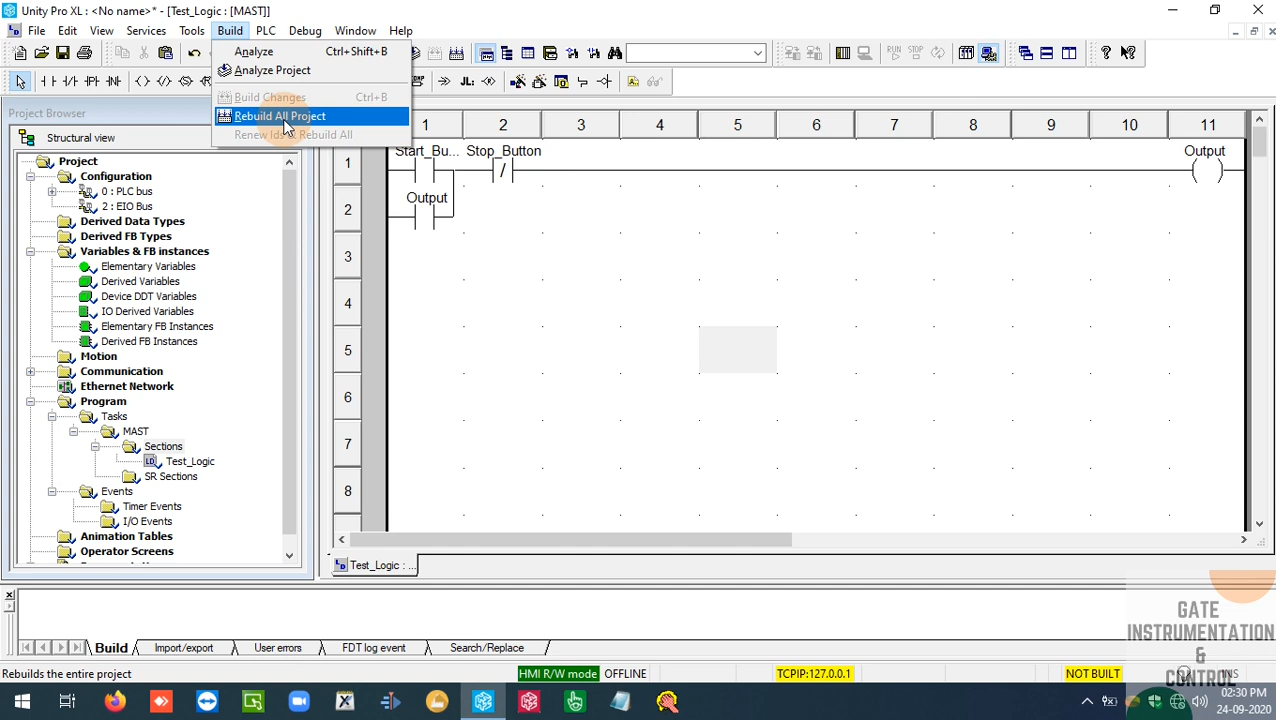 Unity Pro XL : <No name>* - [Test_Logic : [MAST]]
File Edit View Services Tools Build PLC Debug Window Help
Analyze Ctrl+Shift+B
Analyze Project
Build Changes Ctrl+B
Rebuild All Project
Renew Ids & Rebuild All
RUN STOP
Project Browser
Structural view
Project
Configuration
0 : PLC bus
2 : EIO Bus
Derived Data Types
Derived FB Types
Variables & FB instances
Elementary Variables
Derived Variables
Device DDT Variables
IO Derived Variables
Elementary FB Instances
Derived FB Instances
Motion
Communication
Ethernet Network
Program
Tasks
MAST
Sections
LD Test_Logic
SR Sections
Events
Timer Events
I/O Events
Animation Tables
Operator Screens
1 2 3 4 5 6 7 8 9 10 11
1
2
3
4
5
6
7
8
Start_Bu... Stop_Button Output
Output
Test_Logic : ...
Build Import/export User errors FDT log event Search/Replace
Rebuilds the entire project HMI R/W mode OFFLINE TCPIP:127.0.0.1 NOT BUILT
GATE
INSTRUMENTATION
&
CONTROL
02:30 PM
24-09-2020